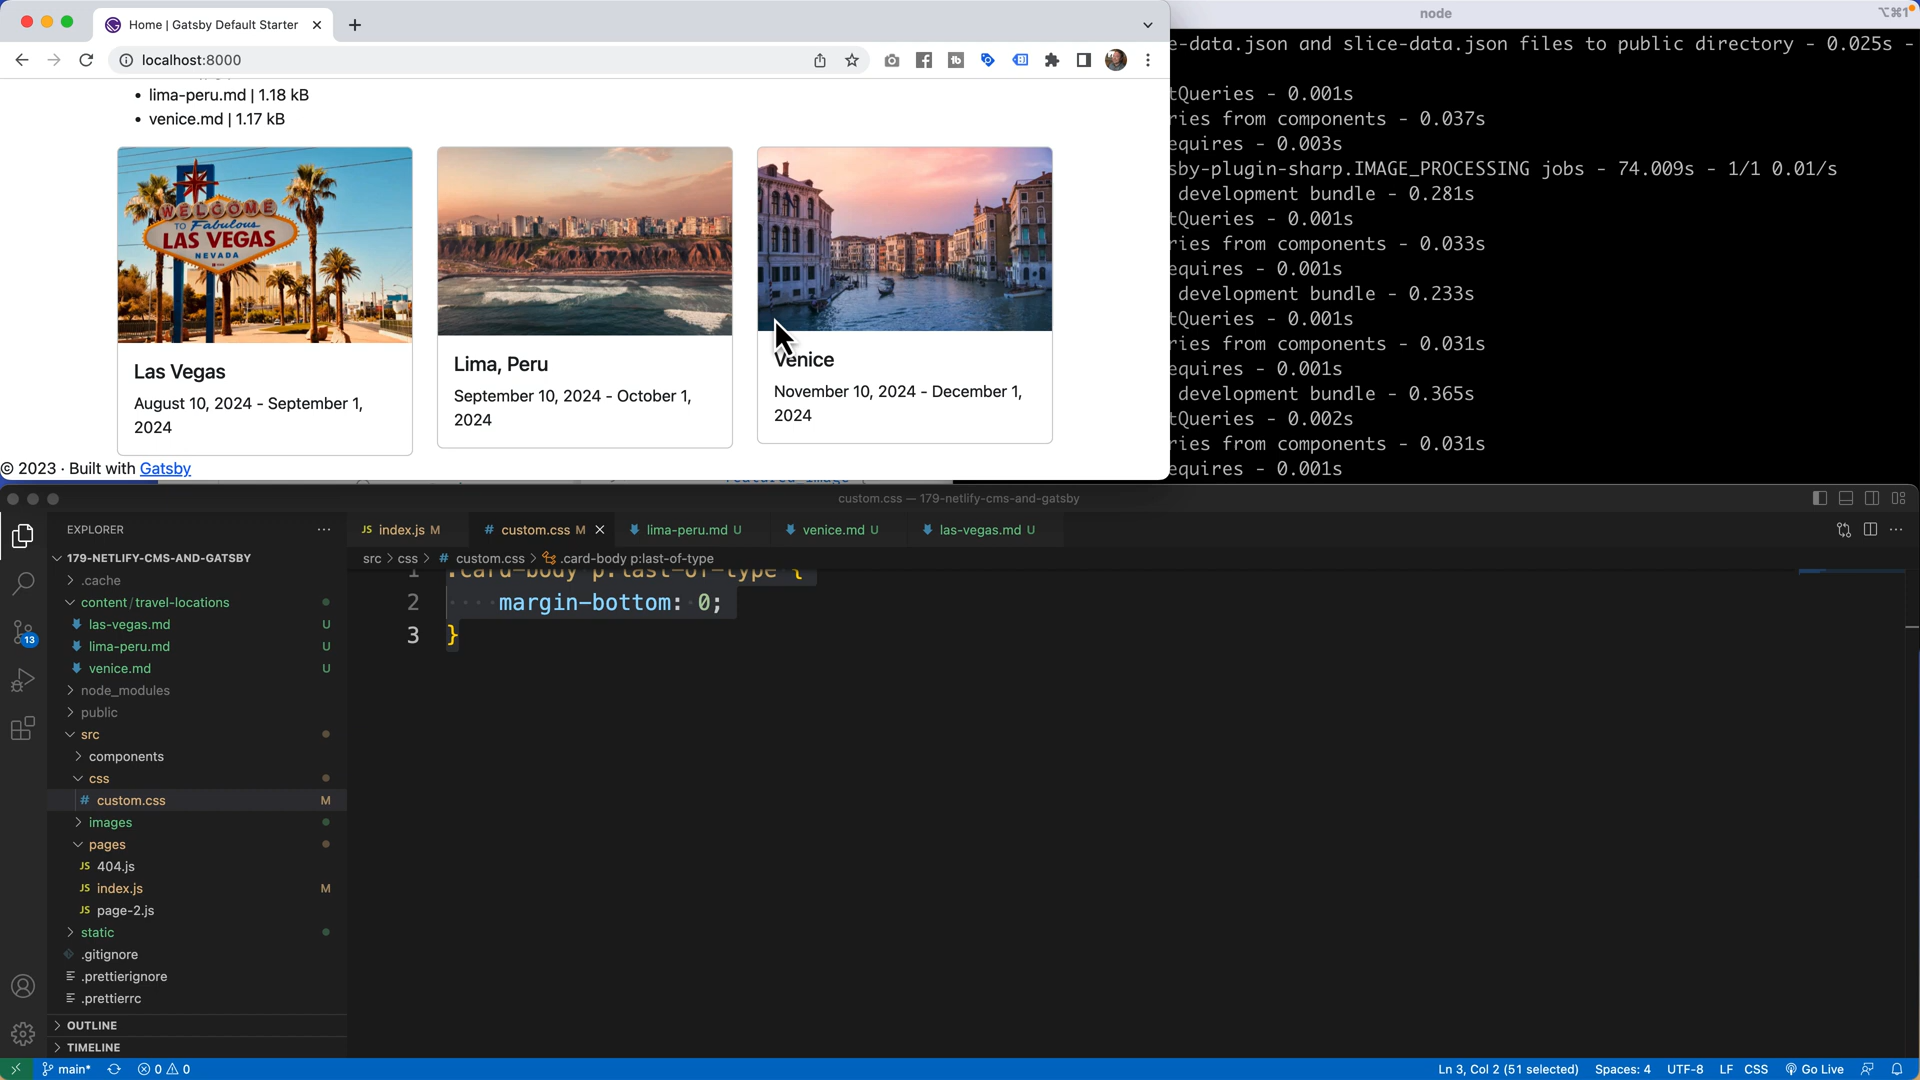 Home | Gatsby Default Starter
localhost:8000
• lima-peru.md | 1.18 kB
• venice.md | 1.17 kB
WELCOME
TO Fabulous
LAS VEGAS
NEVADA
Las Vegas
August 10, 2024 - September 1,
2024
Lima, Peru
September 10, 2024 - October 1,
2024
Venice
November 10, 2024 - December 1,
2024
© 2023 · Built with Gatsby
node
⌥⌘1
e-data.json and slice-data.json files to public directory - 0.025s -
tQueries - 0.001s
ries from components - 0.037s
equires - 0.003s
sby-plugin-sharp.IMAGE_PROCESSING jobs - 74.009s - 1/1 0.01/s
development bundle - 0.281s
tQueries - 0.001s
ries from components - 0.033s
equires - 0.001s
development bundle - 0.233s
tQueries - 0.001s
ries from components - 0.031s
equires - 0.001s
development bundle - 0.365s
tQueries - 0.002s
ries from components - 0.031s
equires - 0.001s
custom.css — 179-netlify-cms-and-gatsby
EXPLORER
179-NETLIFY-CMS-AND-GATSBY
.cache
content/travel-locations
las-vegas.md U
lima-peru.md U
venice.md U
node_modules
public
src
components
css
# custom.css M
images
pages
JS 404.js
JS index.js M
JS page-2.js
static
.gitignore
.prettierignore
.prettierrc
OUTLINE
TIMELINE
13
JS index.js M
# custom.css M
lima-peru.md U
venice.md U
las-vegas.md U
src > css > # custom.css > .card-body p:last-of-type
1 .card-body p:last-of-type {
2 margin-bottom: 0;
3 }
main* 0 0
Ln 3, Col 2 (51 selected) Spaces: 4 UTF-8 LF CSS Go Live